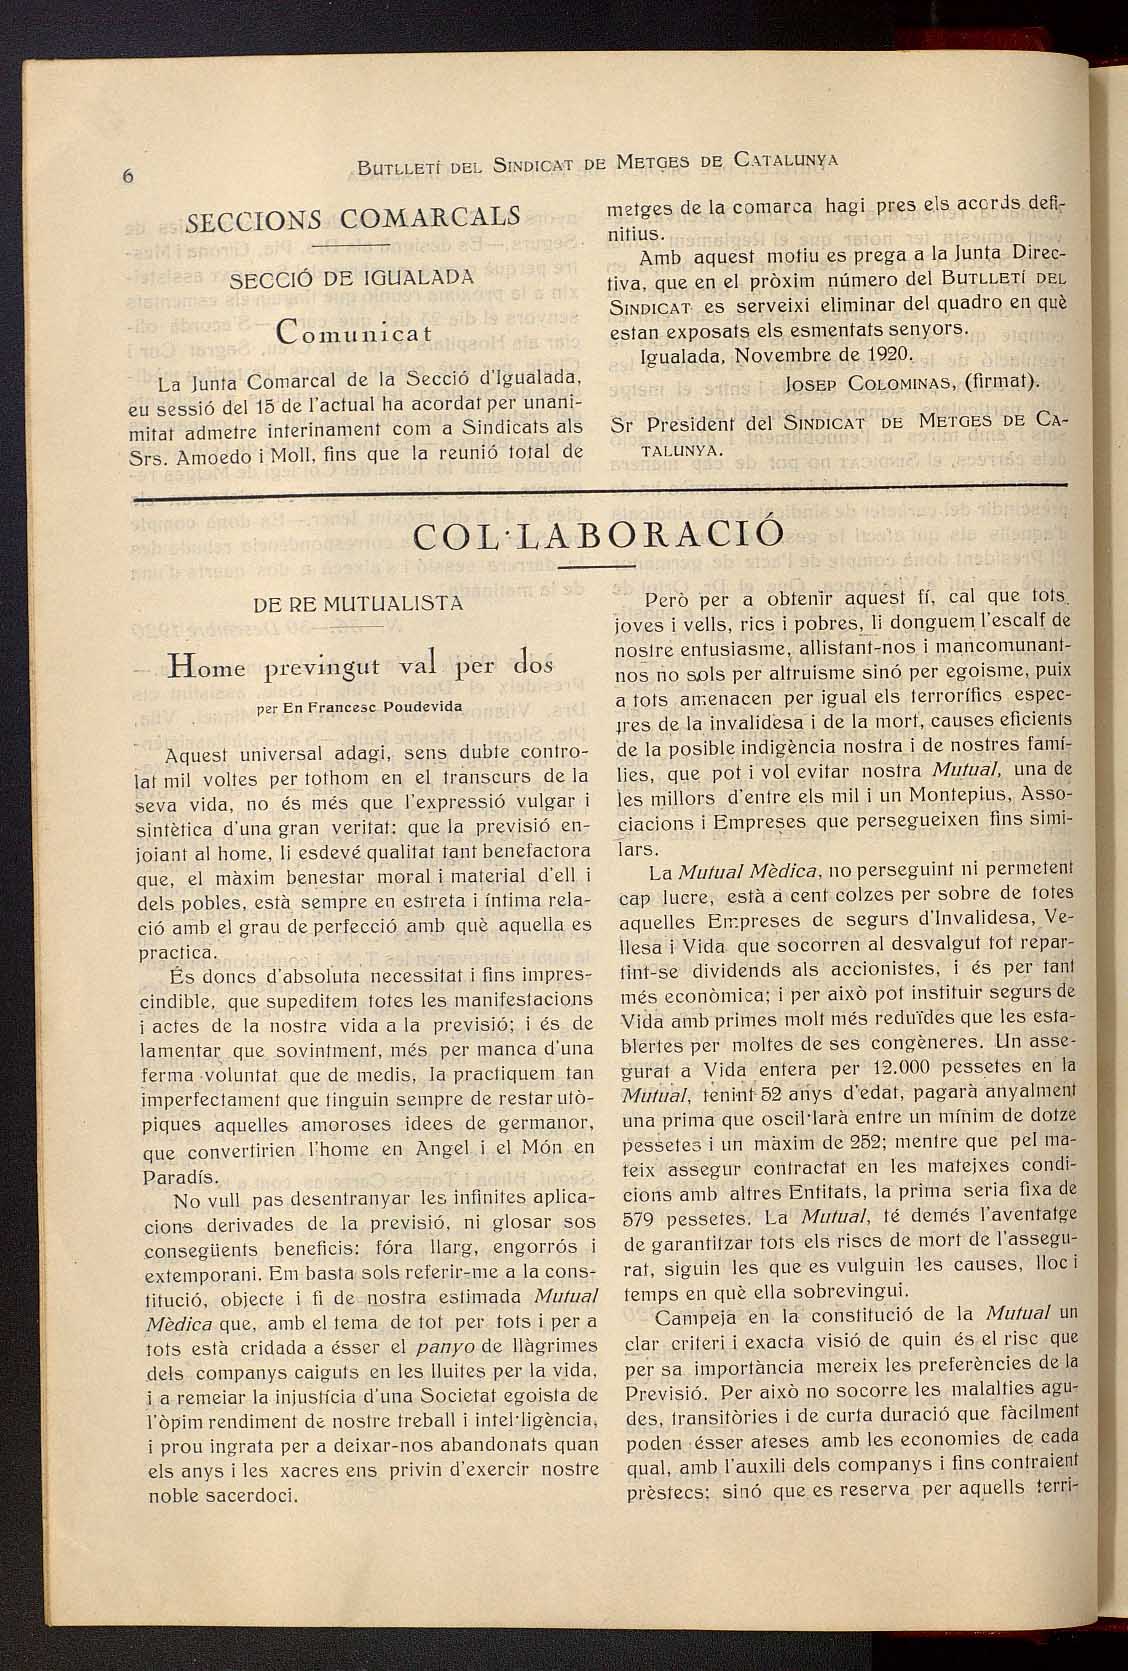 6
BUTLLETÍ DEL SINDICAT DE METGES DE CATALUNYA
SECCIONS COMARCALS
SECCIÓ DE IGUALADA
Comunicat
La Junta Comarcal de la Secció d'Igualada,
eu sessió del 15 de l'actual ha acordat per unani-
mitat admetre interinament com a Sindicats als
Srs. Amoedo i Moll, fins que la reunió total de
metges de la comarca hagi pres els acords defi-
nitius.
Amb aquest motiu es prega a la Junta Direc-
tiva, que en el pròxim número del BUTLLETÍ DEL
SINDICAT es serveixi eliminar del quadro en què
estan exposats els esmentats senyors.
Igualada, Novembre de 1920.
JOSEP COLOMINAS, (firmat).
Sr President del SINDICAT DE METGES DE CA-
TALUNYA.
COL·LABORACIÓ
DE RE MUTUALISTA
Home previngut val per dos
per En Francesc Poudevida
Aquest universal adagi, sens dubte contro-
lat mil voltes per tothom en el transcurs de la
seva vida, no és més que l'expressió vulgar i
sintètica d'una gran veritat: que la previsió en-
joiant al home, li esdevé qualitat tant benefactora
que, el màxim benestar moral i material d'ell i
dels pobles, està sempre en estreta i íntima rela-
ció amb el grau de perfecció amb què aquella es
practica.
És doncs d'absoluta necessitat i fins impres-
cindible, que supeditem totes les manifestacions
i actes de la nostra vida a la previsió; i és de
lamentar que sovintment, més per manca d'una
ferma voluntat que de medis, la practiquem tan
imperfectament que tinguin sempre de restar utò-
piques aquelles amoroses idees de germanor,
que convertirien l'home en Angel i el Món en
Paradís.
No vull pas desentranyar les infinites aplica-
cions derivades de la previsió, ni glosar sos
consegüents beneficis: fóra llarg, engorrós i
extemporani. Em basta sols referir-me a la cons-
titució, objecte i fi de nostra estimada Mutual
Mèdica que, amb el tema de tot per tots i per a
tots està cridada a ésser el panyo de llàgrimes
dels companys caiguts en les lluites per la vida,
i a remeiar la injustícia d'una Societat egoista de
l'òpim rendiment de nostre treball i intel·ligència,
i prou ingrata per a deixar-nos abandonats quan
els anys i les xacres ens privin d'exercir nostre
noble sacerdoci.
Però per a obtenir aquest fí, cal que tots
joves i vells, rics i pobres, li donguem l'escalf de
nostre entusiasme, allistant-nos i mancomunant-
nos no sols per altruisme sinó per egoisme, puix
a tots amenacen per igual els terrorífics espec-
tres de la invalidesa i de la mort, causes eficients
de la posible indigència nostra i de nostres famí-
lies, que pot i vol evitar nostra Mutual, una de
les millors d'entre els mil i un Montepius, Asso-
ciacions i Empreses que persegueixen fins simi-
lars.
La Mutual Mèdica, no perseguint ni permetent
cap lucre, està a cent colzes per sobre de totes
aquelles Empreses de segurs d'Invalidesa, Ve-
llesa i Vida que socorren al desvalgut tot repar-
tint-se dividends als accionistes, i és per tant
més econòmica; i per això pot instituir segurs de
Vida amb primes molt més reduïdes que les esta-
blertes per moltes de ses congèneres. Un asse-
gurat a Vida entera per 12.000 pessetes en la
Mutual, tenint 52 anys d'edat, pagarà anyalment
una prima que oscil·larà entre un mínim de dotze
pessetes i un màxim de 252; mentre que pel ma-
teix assegur contractat en les mateixes condi-
cions amb altres Entitats, la prima seria fixa de
579 pessetes. La Mutual, té demés l'aventatge
de garantitzar tots els riscs de mort de l'assegu-
rat, siguin les que es vulguin les causes, lloc i
temps en què ella sobrevingui.
Campeja en la constitució de la Mutual un
clar criteri i exacta visió de quin és el risc que
per sa importància mereix les preferències de la
Previsió. Per això no socorre les malalties agu-
des, transitòries i de curta duració que fàcilment
poden ésser ateses amb les economies de cada
qual, amb l'auxili dels companys i fins contraient
prèstecs; sinó que es reserva per aquells terri-